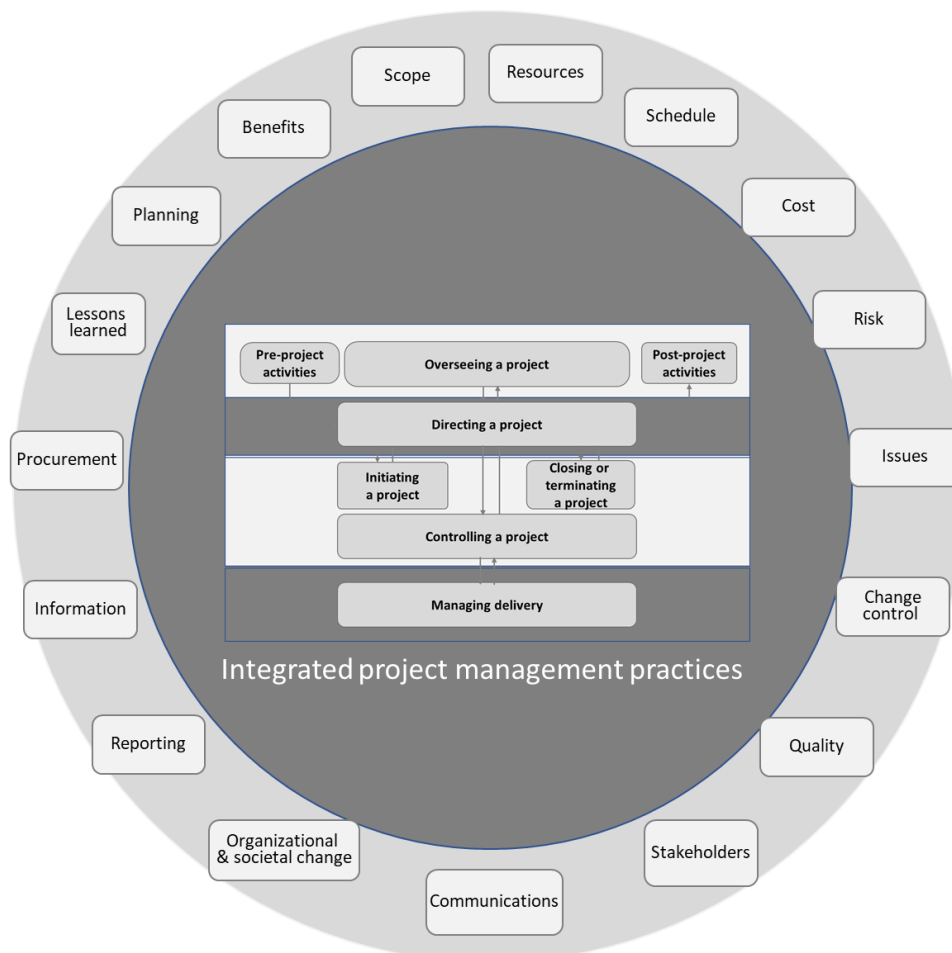 Scope
Resources
Benefits
Schedule
Planning
Cost
Lessons
learned
Risk
Pre-project
activities
Overseeing a project
Post-project
activities
Directing a project
Procurement
Issues
Initiating
a project
Closing or
terminating
a project
Controlling a project
Information
Change
control
Managing delivery
Integrated project management practices
Reporting
Quality
Organizational
& societal change
Stakeholders
Communications